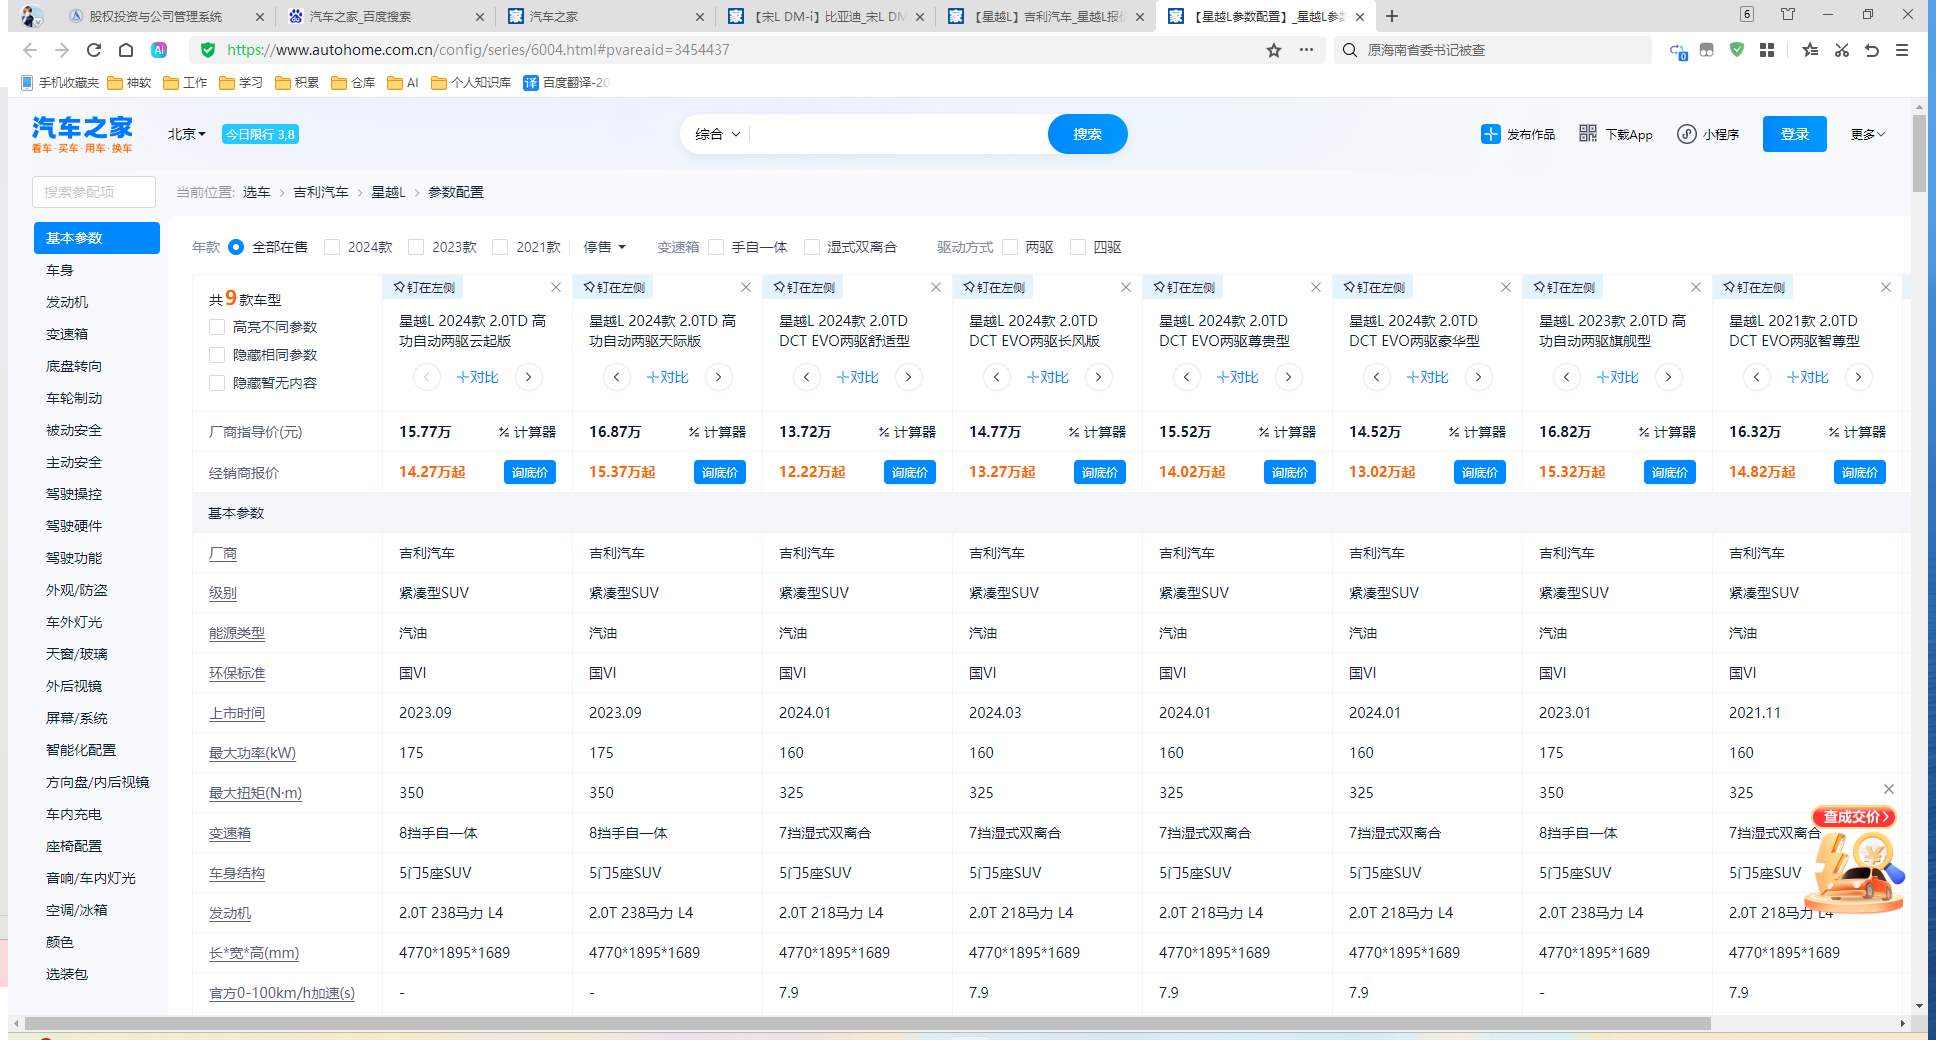 股权投资与公司管理系统
汽车之家_百度搜索
汽车之家
【宋L DM-i】比亚迪_宋L DM
【星越L】吉利汽车_星越L报价
【星越L参数配置】_星越L参数
6
AI
https://www.autohome.com.cn/config/series/6004.html#pvareaid=3454437
原海南省委书记被查
0
手机收藏夹 神软 工作 学习 积累 仓库 AI 个人知识库 译 百度翻译-20
汽车之家
看车·买车·用车·换车
北京
今日限行 3,8
综合
搜索
发布作品
下载App
小程序
登录
更多
搜索参配项
当前位置: 选车 > 吉利汽车 > 星越L > 参数配置
基本参数
车身
发动机
变速箱
底盘转向
车轮制动
被动安全
主动安全
驾驶操控
驾驶硬件
驾驶功能
外观/防盗
车外灯光
天窗/玻璃
外后视镜
屏幕/系统
智能化配置
方向盘/内后视镜
车内充电
座椅配置
音响/车内灯光
空调/冰箱
颜色
选装包
年款 全部在售 2024款 2023款 2021款 停售 变速箱 手自一体 湿式双离合 驱动方式 两驱 四驱
共9款车型
高亮不同参数
隐藏相同参数
隐藏暂无内容
钉在左侧 钉在左侧 钉在左侧 钉在左侧 钉在左侧 钉在左侧 钉在左侧 钉在左侧
星越L 2024款 2.0TD 高功自动两驱云起版
星越L 2024款 2.0TD 高功自动两驱天际版
星越L 2024款 2.0TD DCT EVO两驱舒适型
星越L 2024款 2.0TD DCT EVO两驱长风版
星越L 2024款 2.0TD DCT EVO两驱尊贵型
星越L 2024款 2.0TD DCT EVO两驱豪华型
星越L 2023款 2.0TD 高功自动两驱旗舰型
星越L 2021款 2.0TD DCT EVO两驱智尊型
+对比 +对比 +对比 +对比 +对比 +对比 +对比 +对比
厂商指导价(元) 15.77万 计算器 16.87万 计算器 13.72万 计算器 14.77万 计算器 15.52万 计算器 14.52万 计算器 16.82万 计算器 16.32万 计算器
经销商报价 14.27万起 询底价 15.37万起 询底价 12.22万起 询底价 13.27万起 询底价 14.02万起 询底价 13.02万起 询底价 15.32万起 询底价 14.82万起 询底价
基本参数
厂商 吉利汽车 吉利汽车 吉利汽车 吉利汽车 吉利汽车 吉利汽车 吉利汽车 吉利汽车
级别 紧凑型SUV 紧凑型SUV 紧凑型SUV 紧凑型SUV 紧凑型SUV 紧凑型SUV 紧凑型SUV 紧凑型SUV
能源类型 汽油 汽油 汽油 汽油 汽油 汽油 汽油 汽油
环保标准 国VI 国VI 国VI 国VI 国VI 国VI 国VI 国VI
上市时间 2023.09 2023.09 2024.01 2024.03 2024.01 2024.01 2023.01 2021.11
最大功率(kW) 175 175 160 160 160 160 175 160
最大扭矩(N·m) 350 350 325 325 325 325 350 325
查成交价
变速箱 8挡手自一体 8挡手自一体 7挡湿式双离合 7挡湿式双离合 7挡湿式双离合 7挡湿式双离合 8挡手自一体 7挡湿式双离合
车身结构 5门5座SUV 5门5座SUV 5门5座SUV 5门5座SUV 5门5座SUV 5门5座SUV 5门5座SUV 5门5座SUV
发动机 2.0T 238马力 L4 2.0T 238马力 L4 2.0T 218马力 L4 2.0T 218马力 L4 2.0T 218马力 L4 2.0T 218马力 L4 2.0T 238马力 L4 2.0T 218马力 L4
长*宽*高(mm) 4770*1895*1689 4770*1895*1689 4770*1895*1689 4770*1895*1689 4770*1895*1689 4770*1895*1689 4770*1895*1689 4770*1895*1689
官方0-100km/h加速(s) - - 7.9 7.9 7.9 7.9 - 7.9